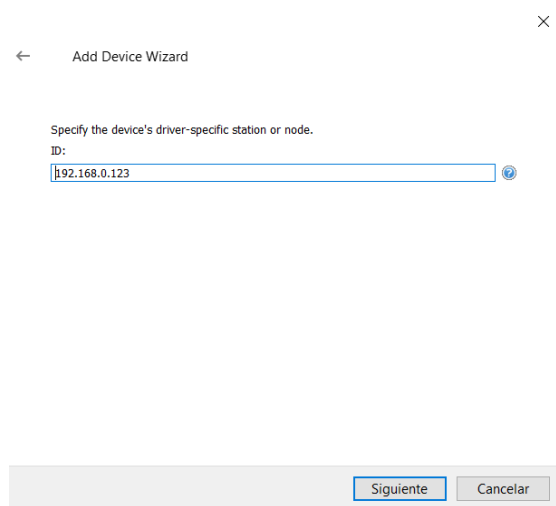 Add Device Wizard
Specify the device's driver-specific station or node.
ID:
192.168.0.123
Siguiente Cancelar